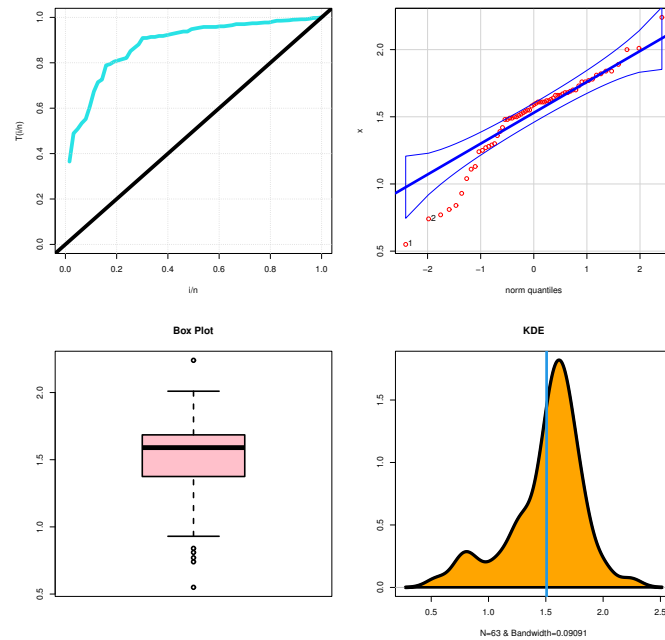 T(i/n)
1.0
0.8
0.6
0.4
0.2
0.0
0.0 0.2 0.4 0.6 0.8 1.0
i/n
x
2.0
1.5
1.0
0.5
1
2
−2 −1 0 1 2
norm quantiles
Box Plot
2.0
1.5
1.0
0.5
KDE
1.5
1.0
0.5
0.0
0.5 1.0 1.5 2.0 2.5
N=63 & Bandwidth=0.09091